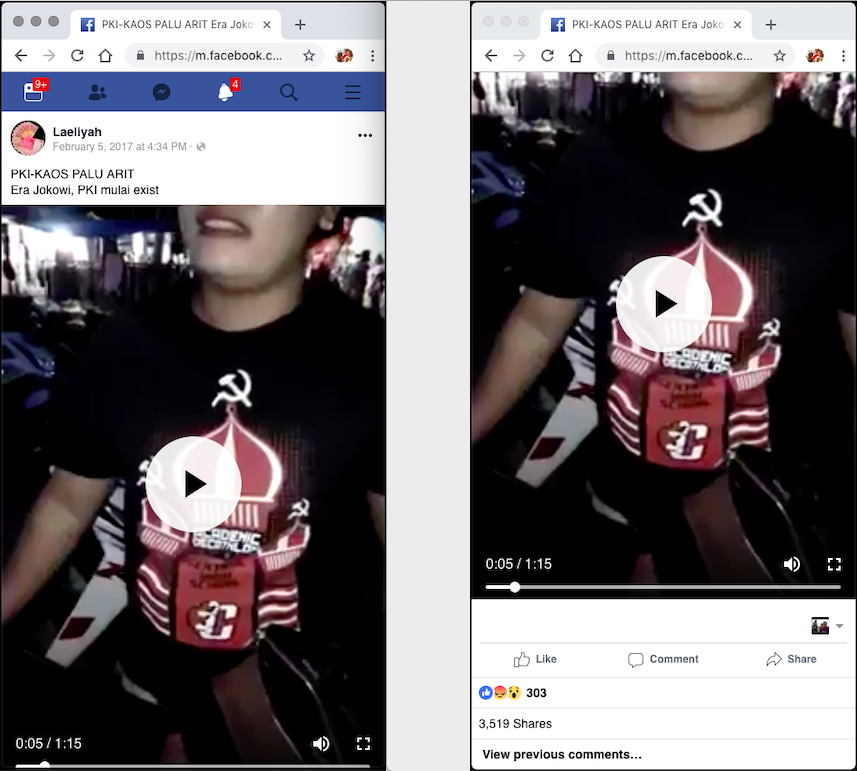 PKI-KAOS PALU ARIT Era Joko
https://m.facebook.c...
9+
4
Laeliyah
February 5, 2017 at 4:34 PM ·
PKI-KAOS PALU ARIT
Era Jokowi, PKI mulai exist
ACADEMIC
DECATHLON
C
0:05 / 1:15
PKI-KAOS PALU ARIT Era Joko
https://m.facebook.c...
ACADEMIC
DECATHLON
C
0:05 / 1:15
Like
Comment
Share
303
3,519 Shares
View previous comments...